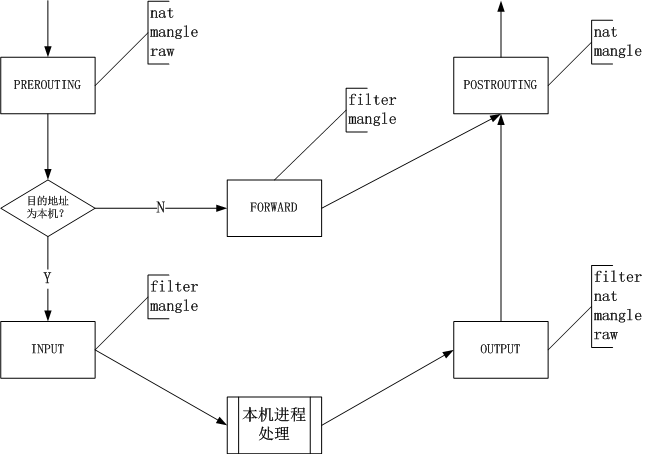 nat
mangle
raw
PREROUTING
nat
mangle
POSTROUTING
filter
mangle
目的地址
为本机?
N
FORWARD
Y
filter
mangle
INPUT
filter
nat
mangle
raw
OUTPUT
本机进程
处理